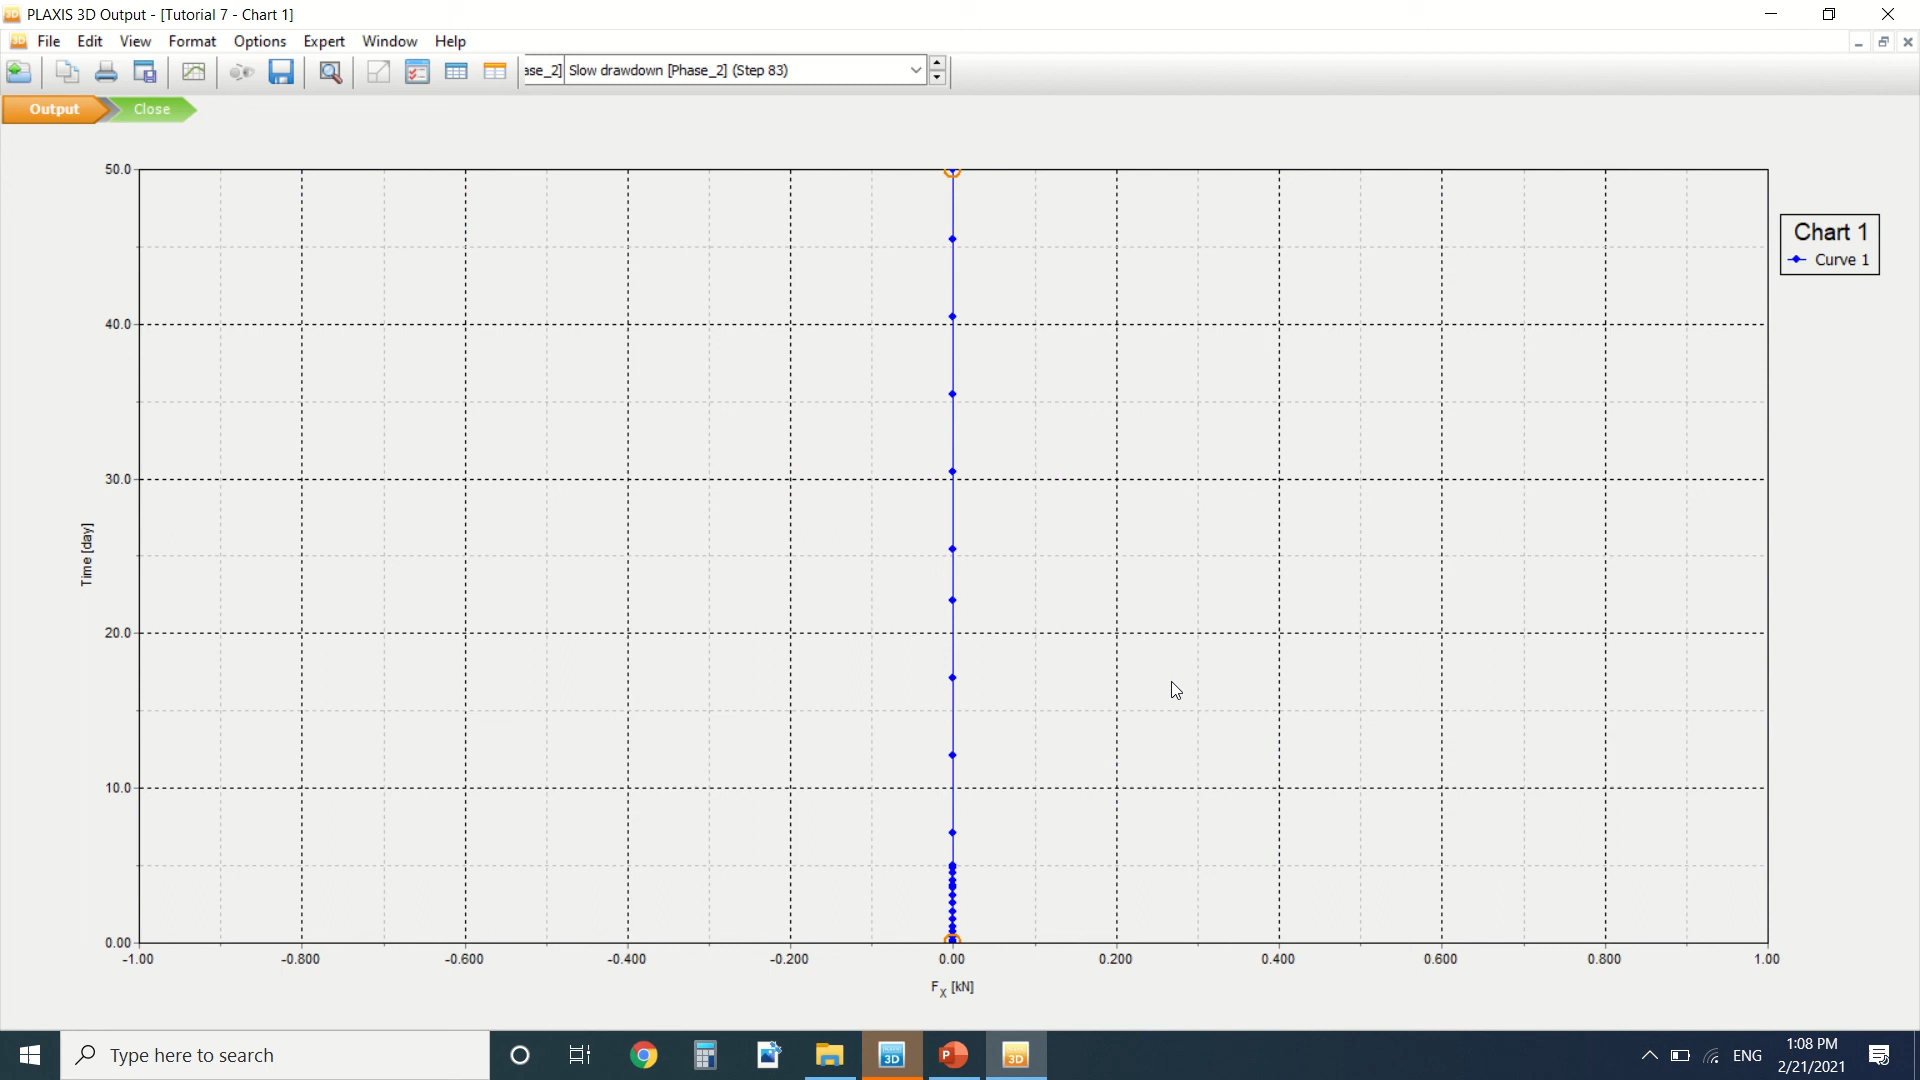 PLAXIS 3D Output - [Tutorial 7 - Chart 1]
File Edit View Format Options Expert Window Help
ase_2] Slow drawdown [Phase_2] (Step 83)
Output Close
50.0
40.0
30.0
20.0
10.0
0.00
Time [day]
-1.00 -0.800 -0.600 -0.400 -0.200 0.00 0.200 0.400 0.600 0.800 1.00
FX [kN]
Chart 1
Curve 1
Type here to search
3D
P
3D
ENG
1:08 PM
2/21/2021